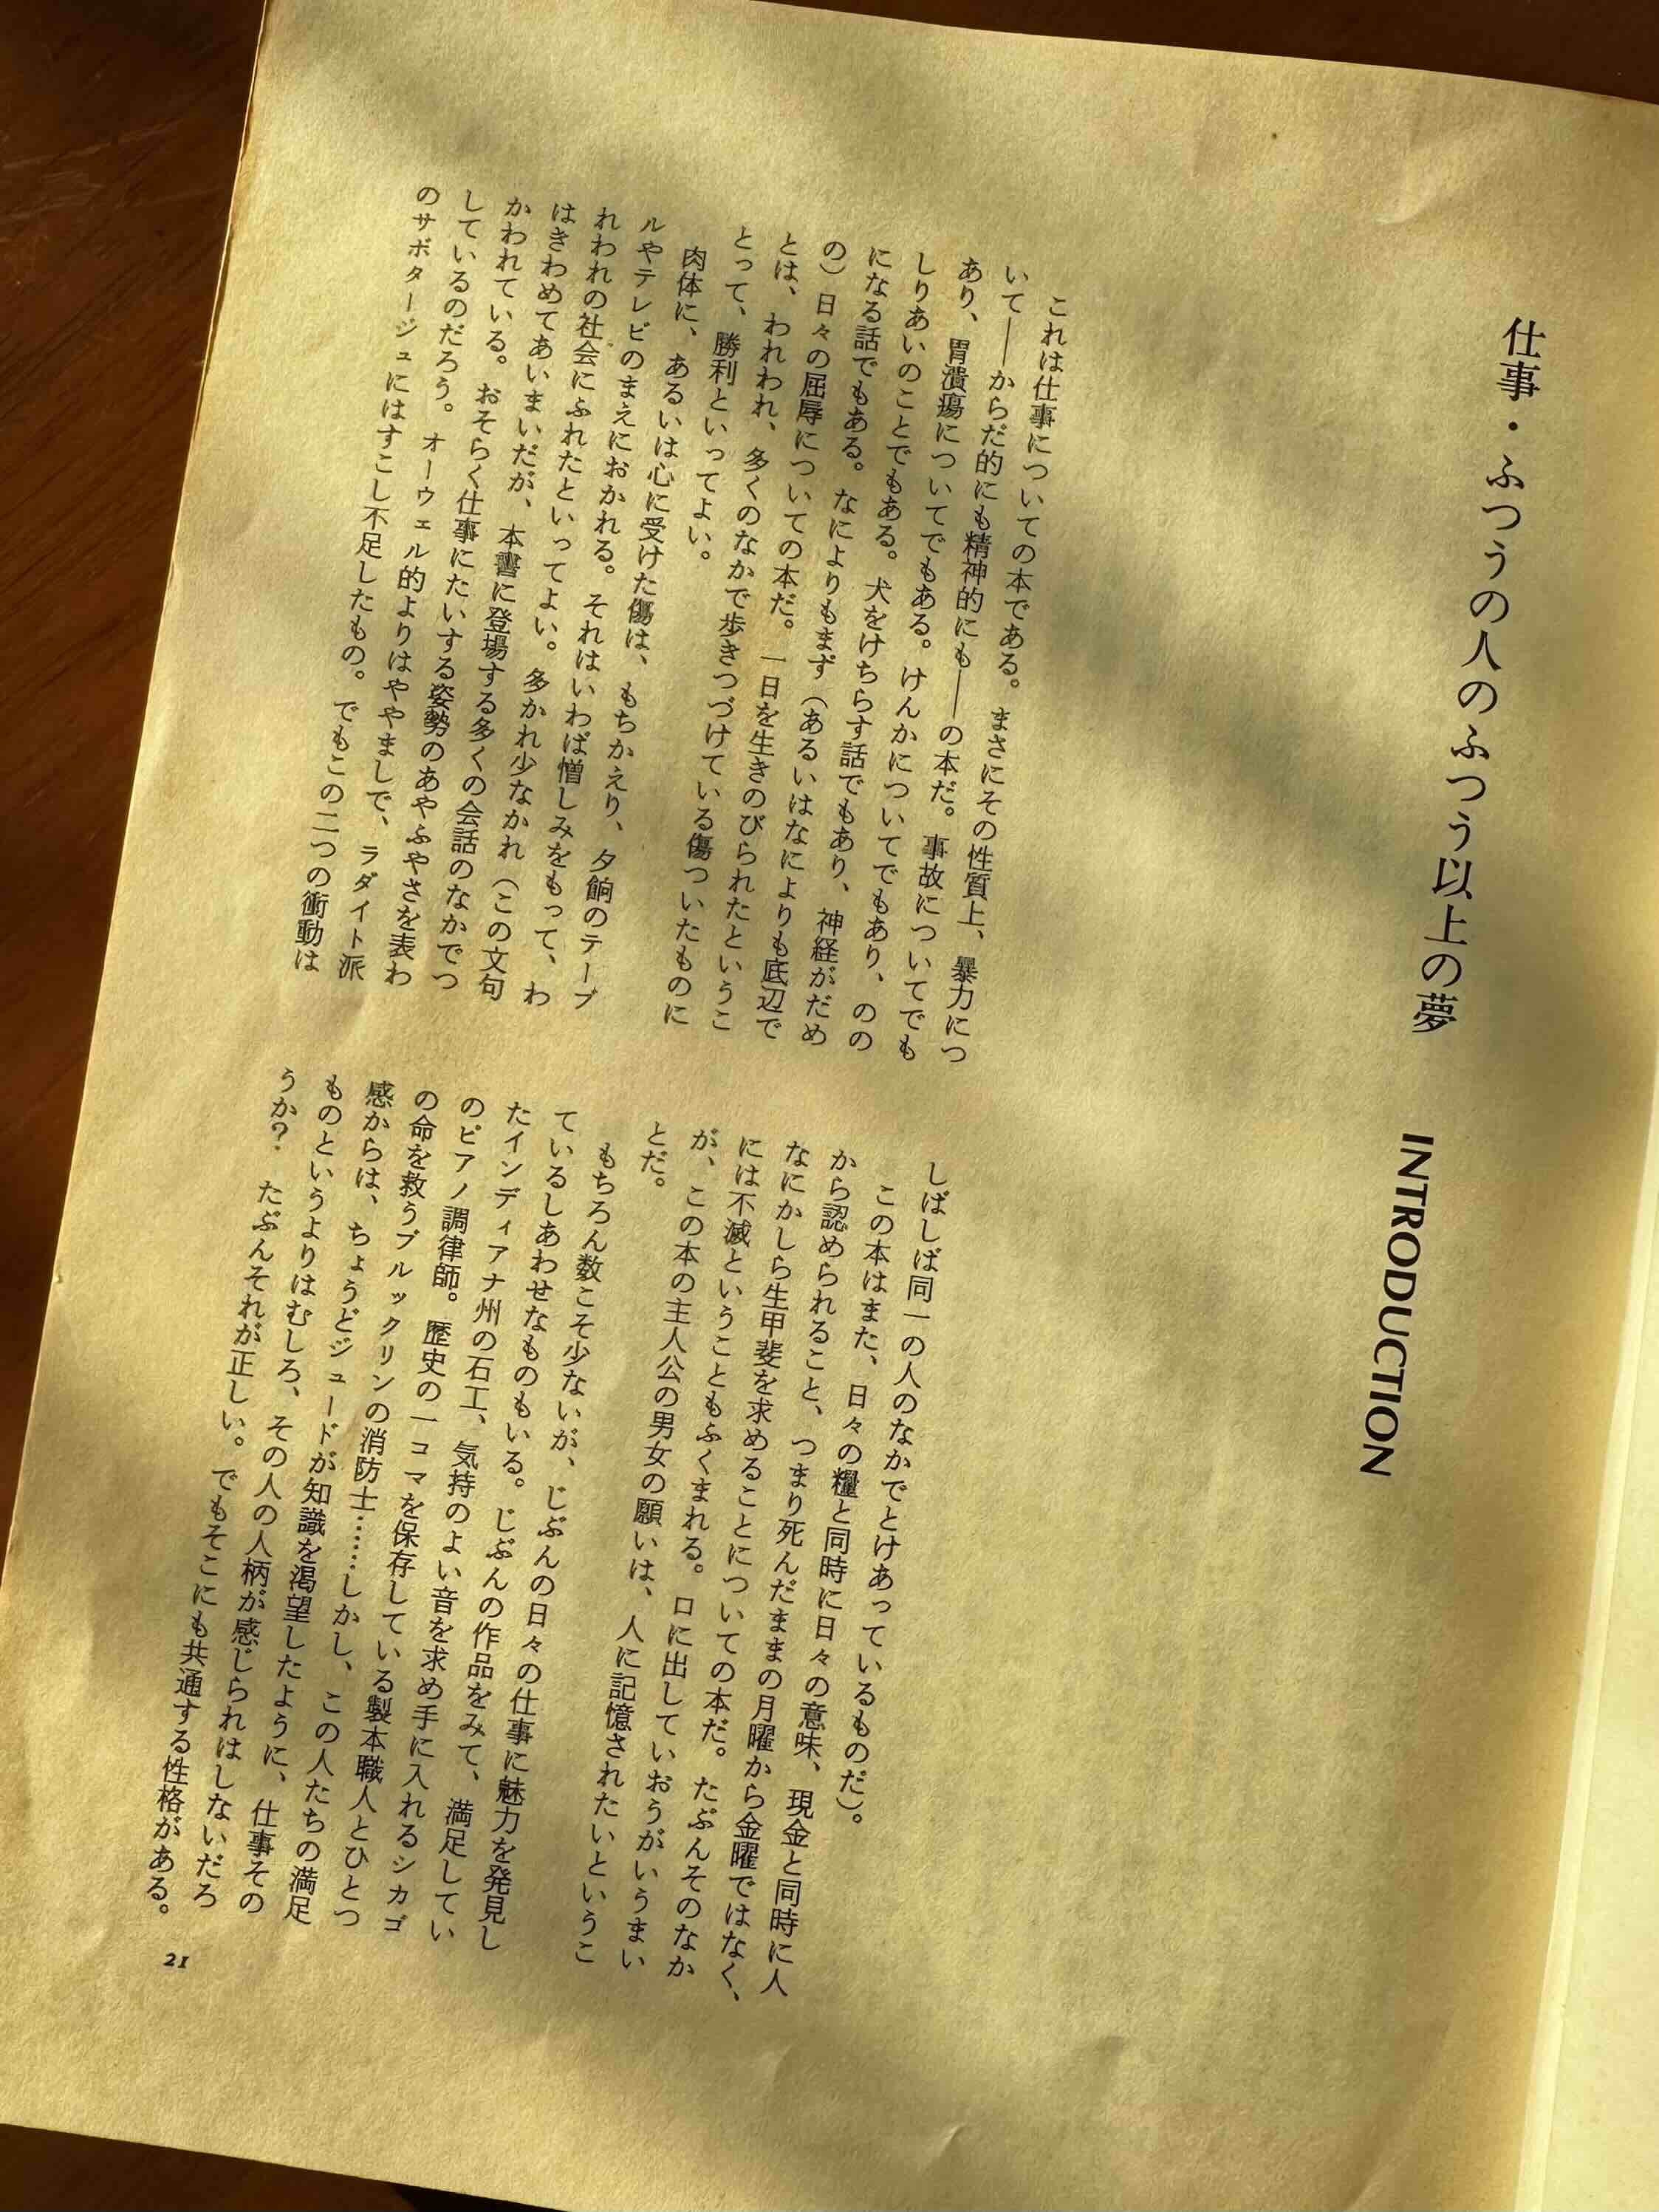 仕事・ふつうの人のふつう以上の夢 INTRODUCTION
これは仕事についての本である。まさにその性質上、暴力につ
いて――からだ的にも精神的にも――の本だ。事故についてでも
あり、胃潰瘍についてでもある。けんかについてでもあり、のの
しりあいのことでもある。犬をけちらす話でもあり、神経がだめ
になる話でもある。なによりもまず(あるいはなによりも底辺で
の)日々の屈辱についての本だ。一日を生きのびられたというこ
とは、われわれ、多くのなかで歩きつづけている傷ついたものに
とって、勝利といってよい。
肉体に、あるいは心に受けた傷は、もちかえり、夕餉のテーブ
ルやテレビのまえにおかれる。それはいわば憎しみをもって、わ
れわれの社会にふれたといってよい。多かれ少なかれ(この文句
はきわめてあいまいだが、本書に登場する多くの会話のなかでつ
かわれている。おそらく仕事にたいする姿勢のあやふやさを表わ
しているのだろう。オーウェル的よりはややまし​で、ラダイト派
のサボタージュにはすこし不足したもの。でもこの二つの衝動は
しばしば同一の人のなかでとけあっているものだ)。
この本はまた、日々の糧と同時に日々の意味、現金と同時に人
から認められること、つまり死んだままの月曜から金曜ではなく、
なにかしら生甲斐を求めることについての本だ。たぶんそのなか
には不滅ということもふくまれる。口に出していおうがいうまい
が、この本の主人公の男女の願いは、人に記憶されたいというこ
とだ。
もちろん数こそ少ないが、じぶんの日々の仕事に魅力を発見し
ているしあわせなものもいる。じぶんの作品をみて、満足してい
たインディアナ州の石工、気持のよい音を求め手に入れるシカゴ
のピアノ調律師。歴史の一コマを保存している製本職人とひとつ
の命を救うブルックリンの消防士……しかし、この人たちの満足
感からは、ちょうどジュードが知識を渇望したように、仕事その
ものというよりはむしろ、その人の人柄が感じられはしないだろ
うか? たぶんそれが正しい。でもそこにも共通する性格がある。
21